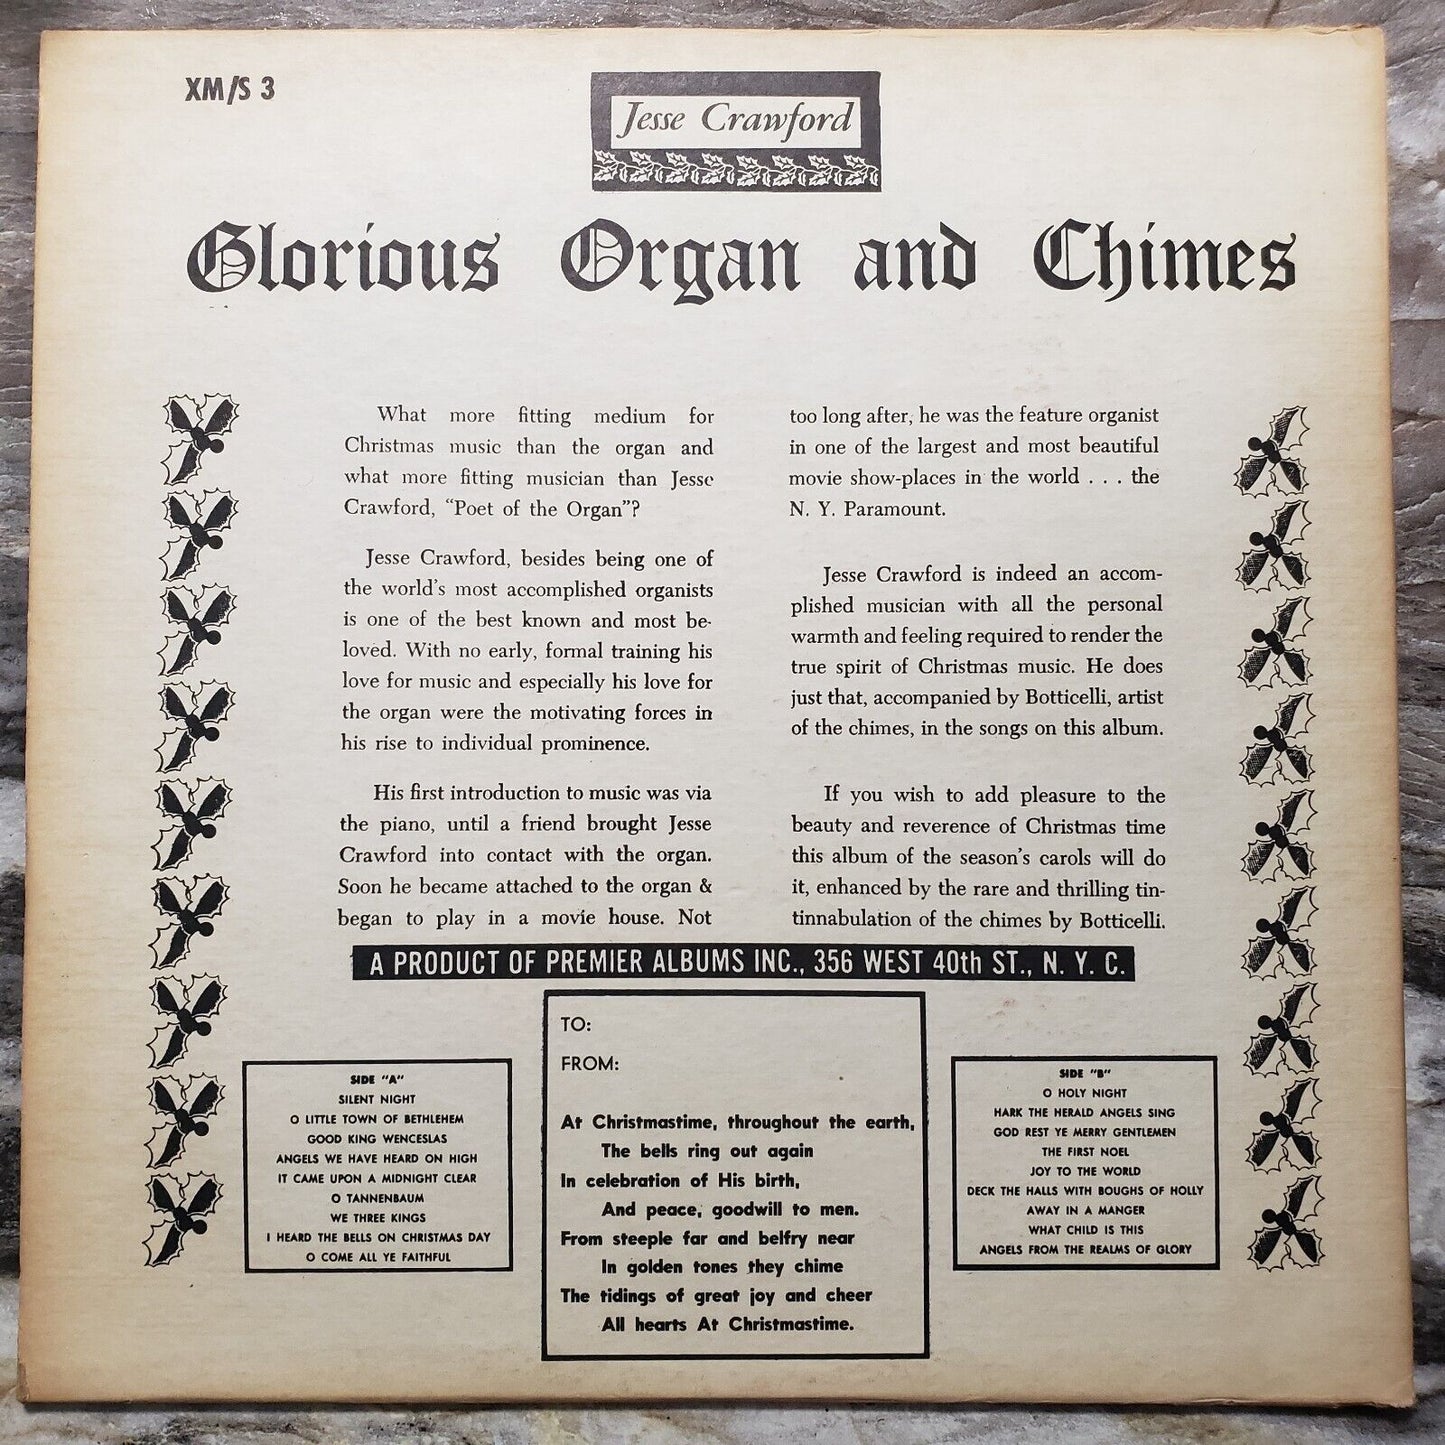 XM/S 3
Jesse Crawford
Glorious Organ and Chimes
What more fitting medium for
Christmas music than the organ and
what more fitting musician than Jesse
Crawford, “Poet of the Organ”?
Jesse Crawford, besides being one of
the world’s most accomplished organists
is one of the best known and most be-
loved. With no early, formal training his
love for music and especially his love for
the organ were the motivating forces in
his rise to individual prominence.
His first introduction to music was via
the piano, until a friend brought Jesse
Crawford into contact with the organ.
Soon he became attached to the organ &
began to play in a movie house. Not
too long after, he was the feature organist
in one of the largest and most beautiful
movie show-places in the world . . . the
N. Y. Paramount.
Jesse Crawford is indeed an accom-
plished musician with all the personal
warmth and feeling required to render the
true spirit of Christmas music. He does
just that, accompanied by Botticelli, artist
of the chimes, in the songs on this album.
If you wish to add pleasure to the
beauty and reverence of Christmas time
this album of the season’s carols will do
it, enhanced by the rare and thrilling tin-
tinnabulation of the chimes by Botticelli.
A PRODUCT OF PREMIER ALBUMS INC., 356 WEST 40th ST., N. Y. C.
SIDE "A"
SILENT NIGHT
O LITTLE TOWN OF BETHLEHEM
GOOD KING WENCESLAS
ANGELS WE HAVE HEARD ON HIGH
IT CAME UPON A MIDNIGHT CLEAR
O TANNENBAUM
WE THREE KINGS
I HEARD THE BELLS ON CHRISTMAS DAY
O COME ALL YE FAITHFUL
TO:
FROM:
At Christmastime, throughout the earth,
The bells ring out again
In celebration of His birth,
And peace, goodwill to men.
From steeple far and belfry near
In golden tones they chime
The tidings of great joy and cheer
All hearts At Christmastime.
SIDE "B"
O HOLY NIGHT
HARK THE HERALD ANGELS SING
GOD REST YE MERRY GENTLEMEN
THE FIRST NOEL
JOY TO THE WORLD
DECK THE HALLS WITH BOUGHS OF HOLLY
AWAY IN A MANGER
WHAT CHILD IS THIS
ANGELS FROM THE REALMS OF GLORY